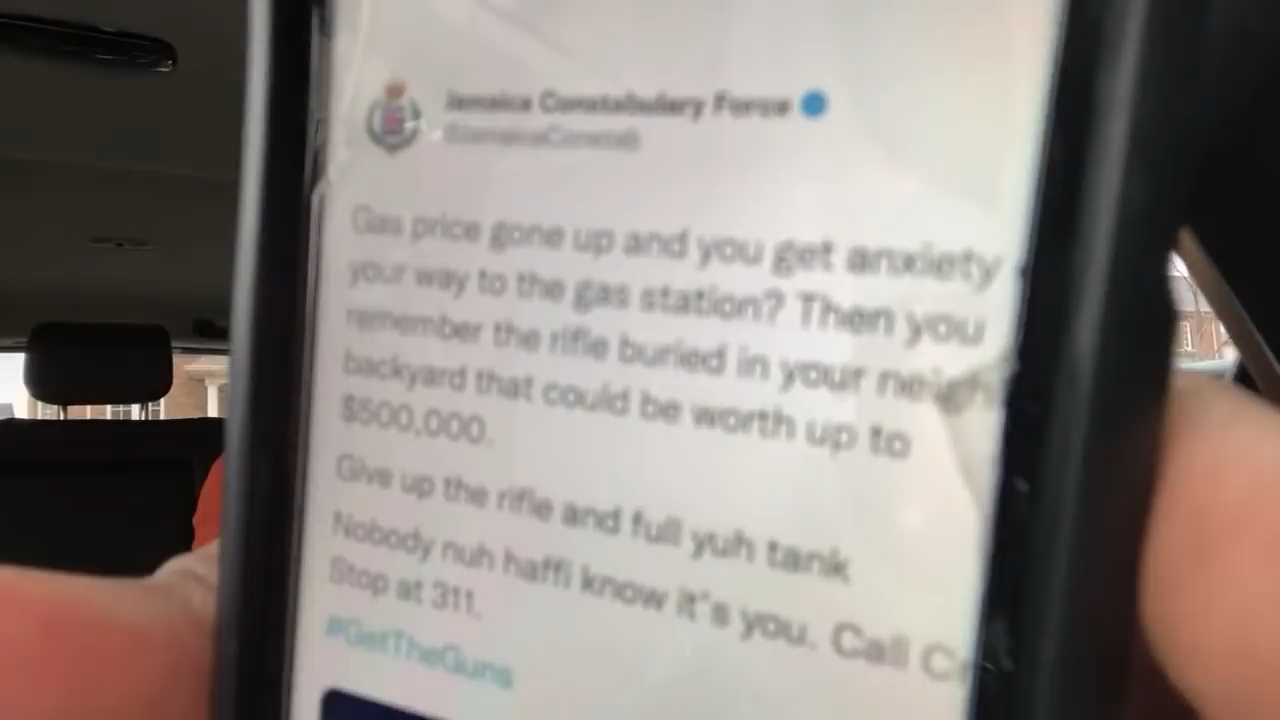 Jamaica Constabulary Force
Gas price gone up and you get anxiety
your way to the gas station? Then you
remember the rifle buried in your neigh
backyard that could be worth up to
$500,000.
Give up the rifle and full yuh tank
Nobody nuh haffi know it's you. Call
Stop at 311.
#GetTheGuns